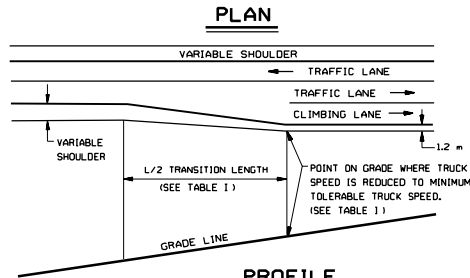 PLAN
VARIABLE SHOULDER
TRAFFIC LANE
TRAFFIC LANE
CLIMBING LANE
1.2 m
VARIABLE
SHOULDER
L/2 TRANSITION LENGTH
(SEE TABLE I)
POINT ON GRADE WHERE TRUCK
SPEED IS REDUCED TO MINIMUM
TOLERABLE TRUCK SPEED.
(SEE TABLE I)
GRADE LINE
PROFILE